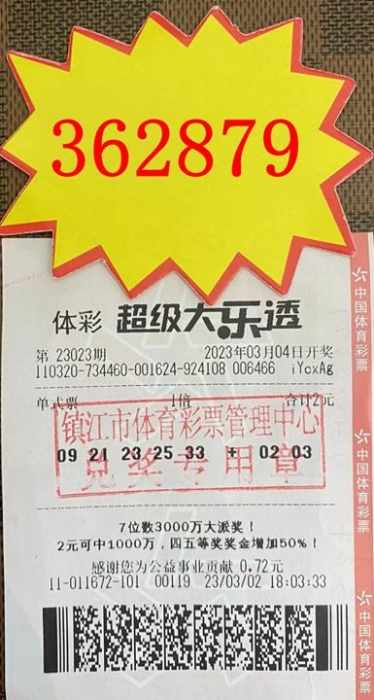 362879
体彩 超级大乐透
第 23023期 2023年03月04日开奖
110320-734460-001624-924108 006466 iYcxAg
单式票 1倍 合计2元
镇江市体育彩票管理中心
兑奖专用章
09 21 23 25 33 + 02 03
7位数3000万大派奖！
2元可中1000万，四五等奖奖金增加50%！
感谢您为公益事业贡献 0.72元
11-011672-101 00119 23/03/02 18:03:33
中国体育彩票
中国体育彩票
中国体育彩票